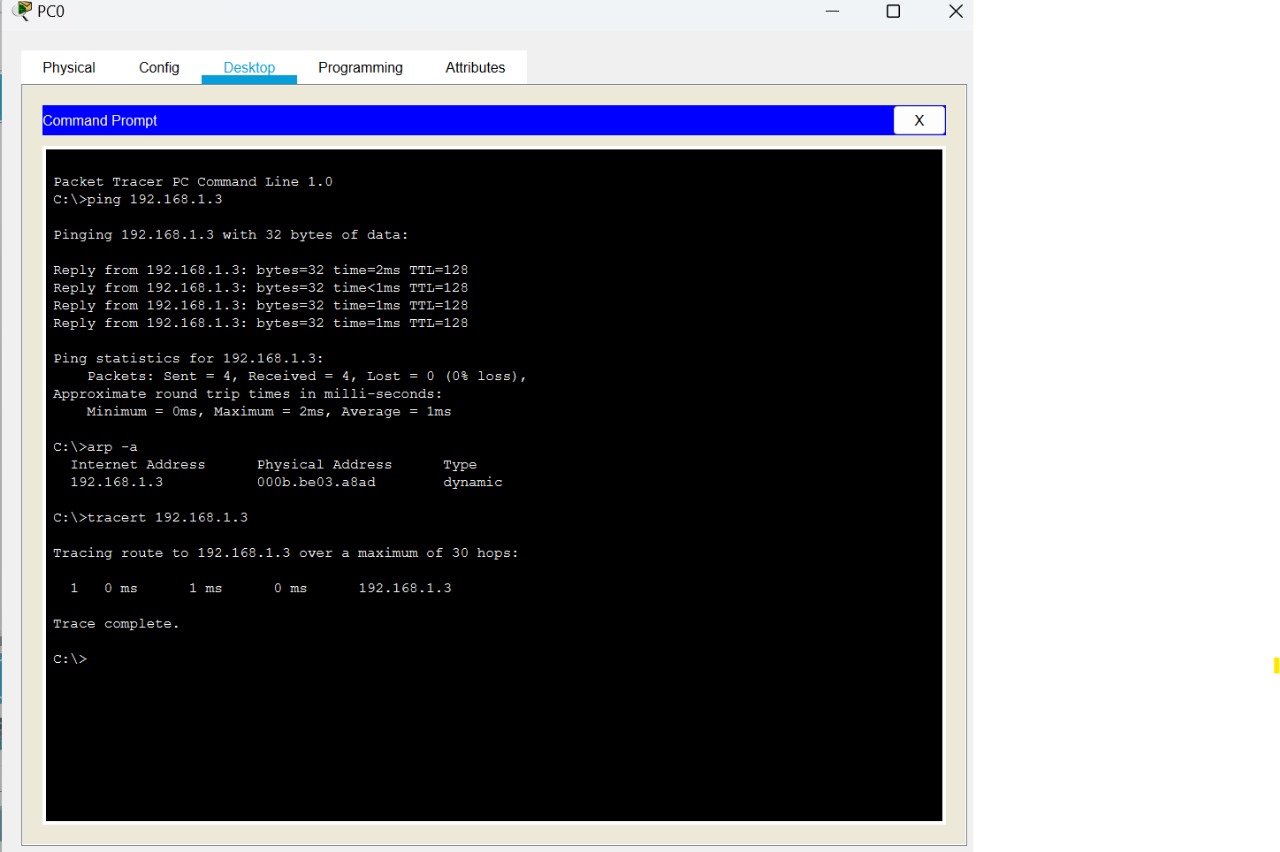 PC0
Physical Config Desktop Programming Attributes
Command Prompt X
Packet Tracer PC Command Line 1.0
C:\>ping 192.168.1.3
Pinging 192.168.1.3 with 32 bytes of data:
Reply from 192.168.1.3: bytes=32 time=2ms TTL=128
Reply from 192.168.1.3: bytes=32 time<1ms TTL=128
Reply from 192.168.1.3: bytes=32 time=1ms TTL=128
Reply from 192.168.1.3: bytes=32 time=1ms TTL=128
Ping statistics for 192.168.1.3:
Packets: Sent = 4, Received = 4, Lost = 0 (0% loss),
Approximate round trip times in milli-seconds:
Minimum = 0ms, Maximum = 2ms, Average = 1ms
C:\>arp -a
Internet Address Physical Address Type
192.168.1.3 000b.be03.a8ad dynamic
C:\>tracert 192.168.1.3
Tracing route to 192.168.1.3 over a maximum of 30 hops:
1 0 ms 1 ms 0 ms 192.168.1.3
Trace complete.
C:\>